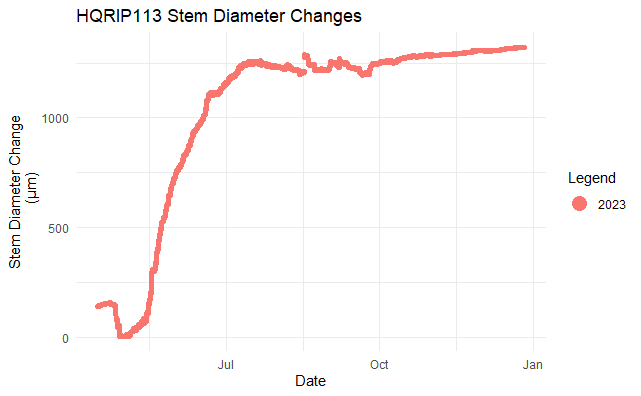 HQRIP113 Stem Diameter Changes
Stem Diameter Change
(μm)
1000
500
0
Jul
Oct
Jan
Date
Legend
2023